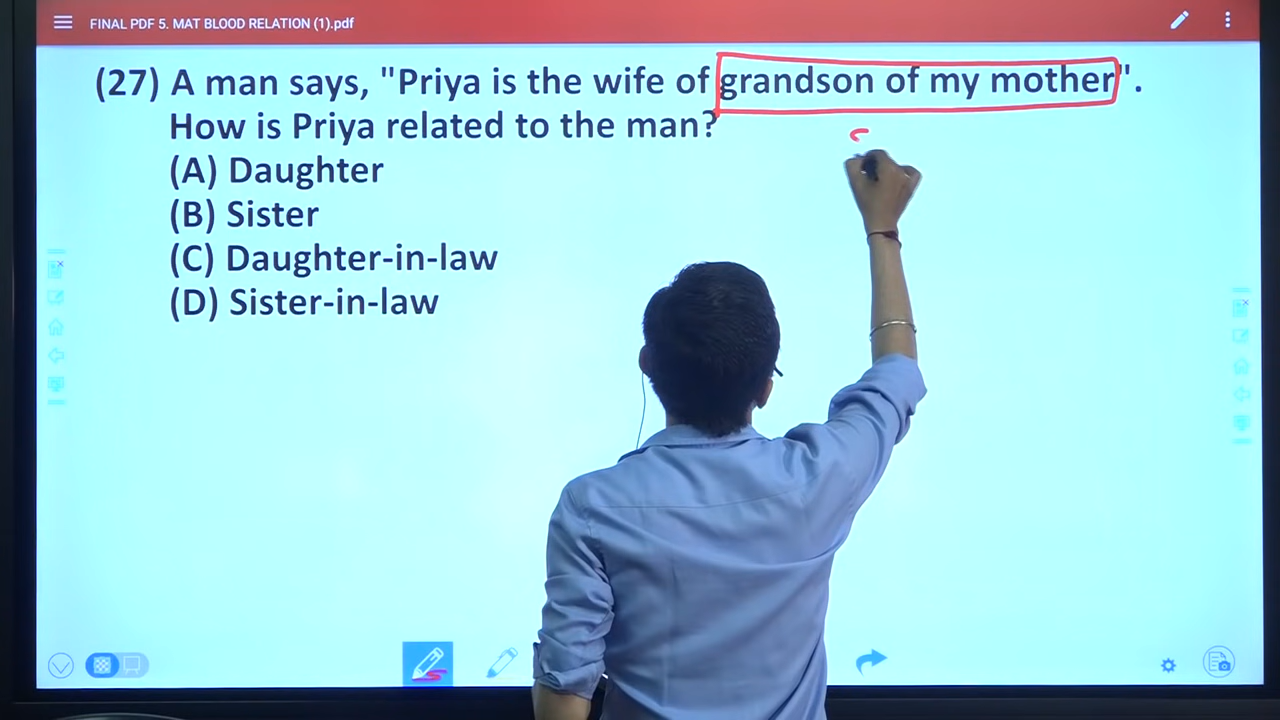 FINAL PDF 5. MAT BLOOD RELATION (1).pdf
(27) A man says, "Priya is the wife of grandson of my mother".
How is Priya related to the man?
(A) Daughter
(B) Sister
(C) Daughter-in-law
(D) Sister-in-law